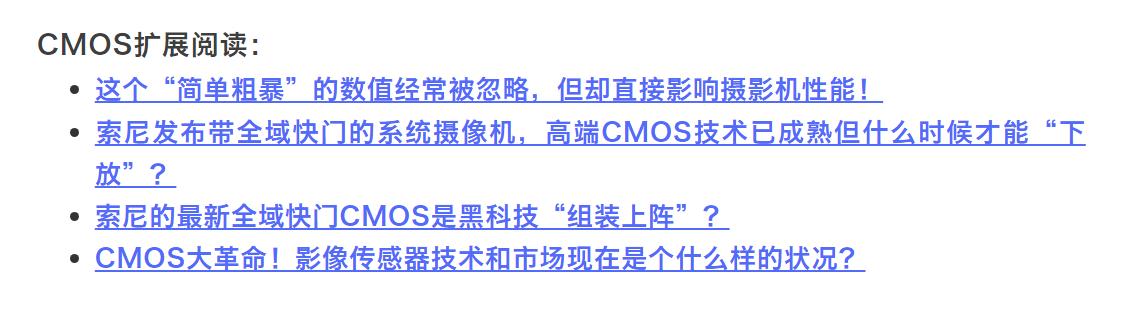 CMOS扩展阅读：
• 这个“简单粗暴”的数值经常被忽略，但却直接影响摄影机性能！
• 索尼发布带全域快门的系统摄像机，高端CMOS技术已成熟但什么时候才能“下
放”？
• 索尼的最新全域快门CMOS是黑科技“组装上阵”？
• CMOS大革命！影像传感器技术和市场现在是个什么样的状况？